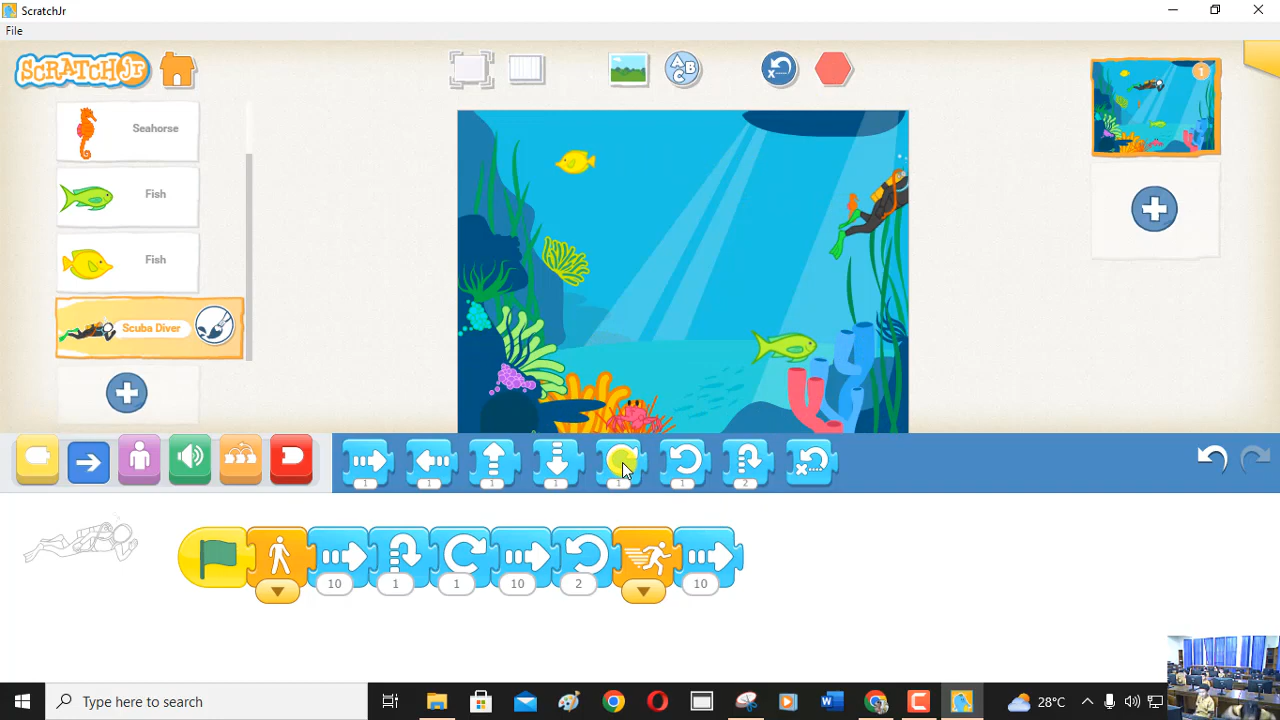 ScratchJr
File
SCRATCHJr
A B C
x
1
Seahorse
Fish
Fish
Scuba Diver
1 1 1 1 1 1 2
x
10 1 1 10 2 10
Type here to search
28°C